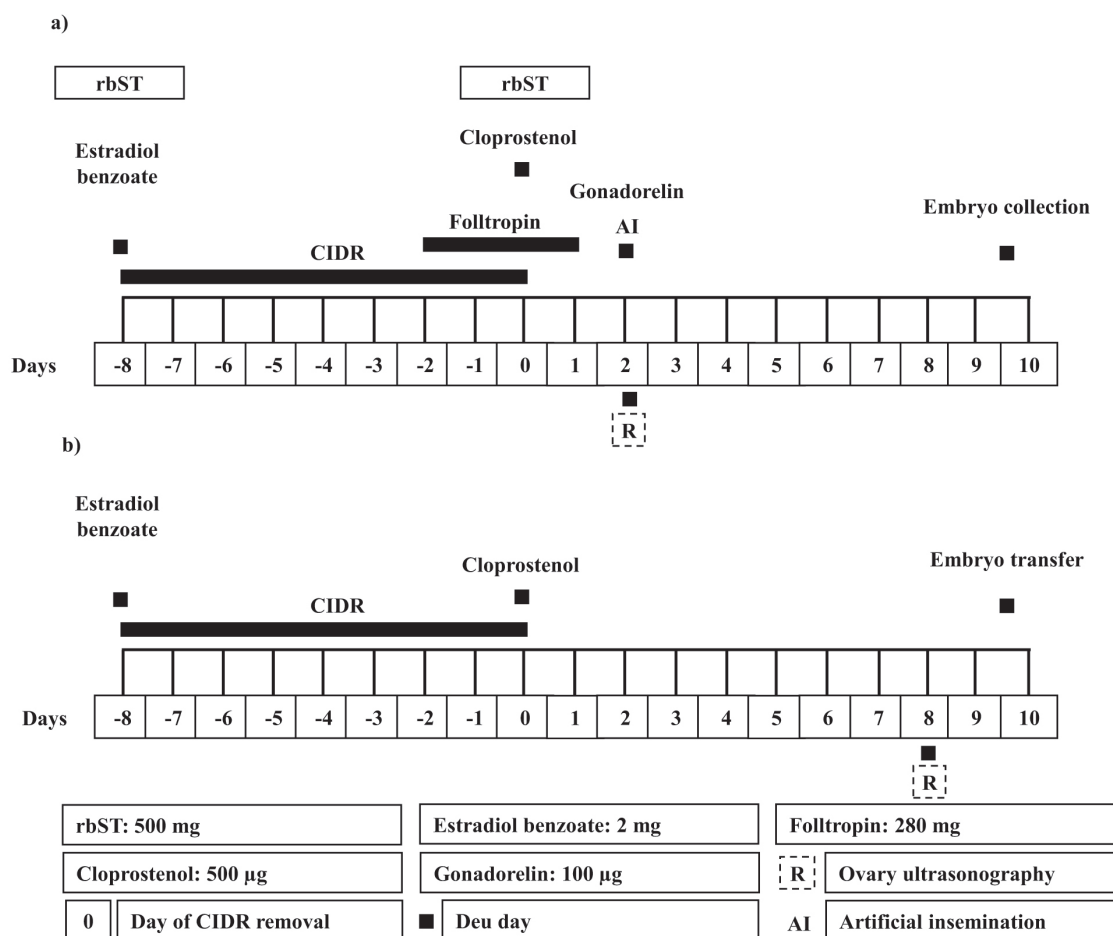 a)
rbST rbST
Estradiol
benzoate
Cloprostenol
Gonadorelin
AI
Folltropin
Embryo collection
CIDR
Days -8 -7 -6 -5 -4 -3 -2 -1 0 1 2 3 4 5 6 7 8 9 10
R
b)
Estradiol
benzoate
Cloprostenol
Embryo transfer
CIDR
Days -8 -7 -6 -5 -4 -3 -2 -1 0 1 2 3 4 5 6 7 8 9 10
R
rbST: 500 mg Estradiol benzoate: 2 mg Folltropin: 280 mg
Cloprostenol: 500 µg Gonadorelin: 100 µg R Ovary ultrasonography
0 Day of CIDR removal Deu day AI Artificial insemination